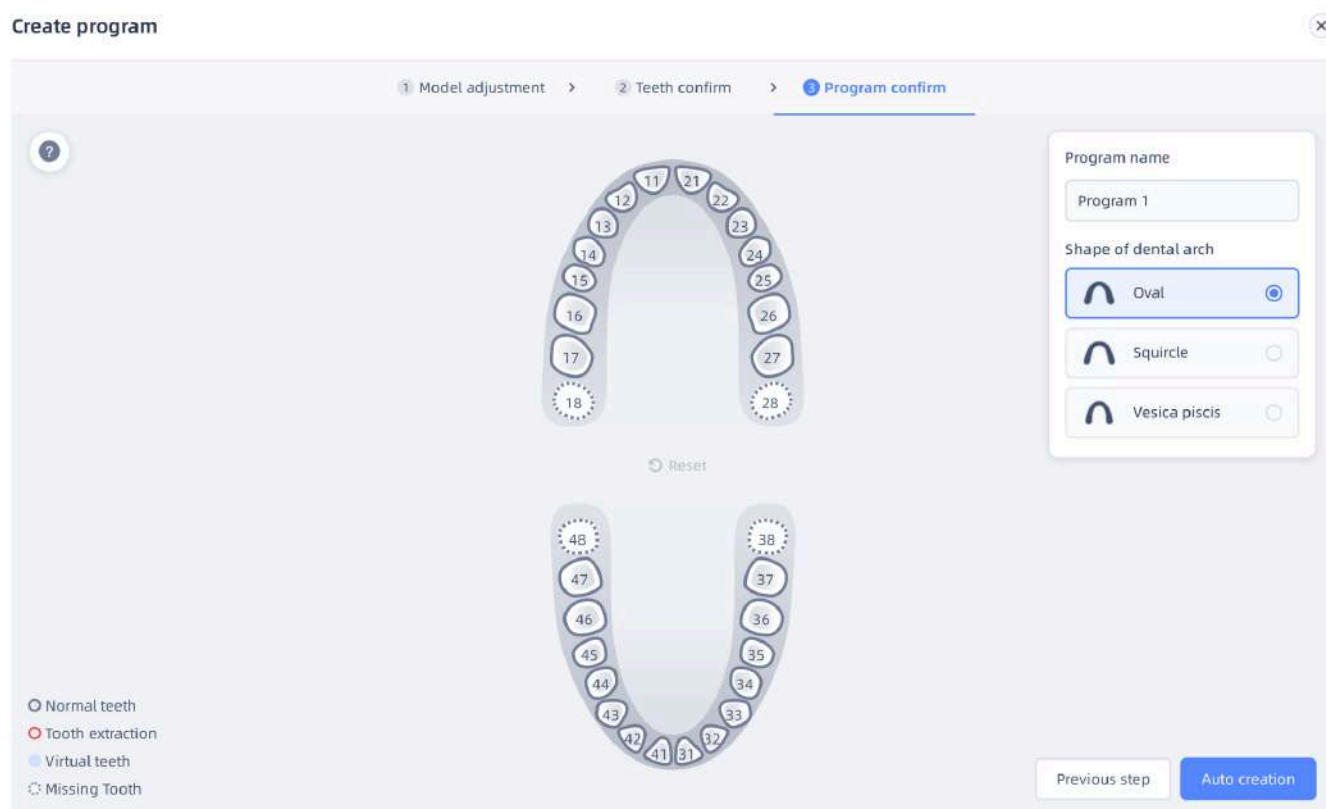 Create program
1 Model adjustment > 2 Teeth confirm > 3 Program confirm
?
Program name
Program 1
Shape of dental arch
Oval
Squircle
Vesica piscis
11 21
12 22
13 23
14 24
15 25
16 26
17 27
18 28
Reset
48 38
47 37
46 36
45 35
44 34
43 33
42 41 31 32
Normal teeth
Tooth extraction
Virtual teeth
Missing Tooth
Previous step
Auto creation